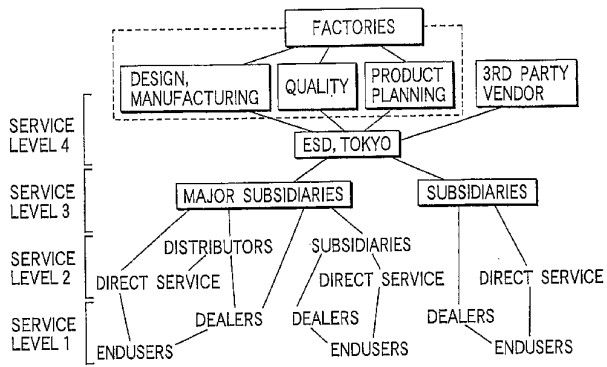 FACTORIES
DESIGN,
MANUFACTURING
QUALITY
PRODUCT
PLANNING
3RD PARTY
VENDOR
SERVICE
LEVEL 4
ESD, TOKYO
SERVICE
LEVEL 3
MAJOR SUBSIDIARIES
SUBSIDIARIES
SERVICE
LEVEL 2
DISTRIBUTORS
SUBSIDIARIES
DIRECT SERVICE
DIRECT SERVICE
DIRECT SERVICE
SERVICE
LEVEL 1
DEALERS
DEALERS
DEALERS
ENDUSERS
ENDUSERS
ENDUSERS